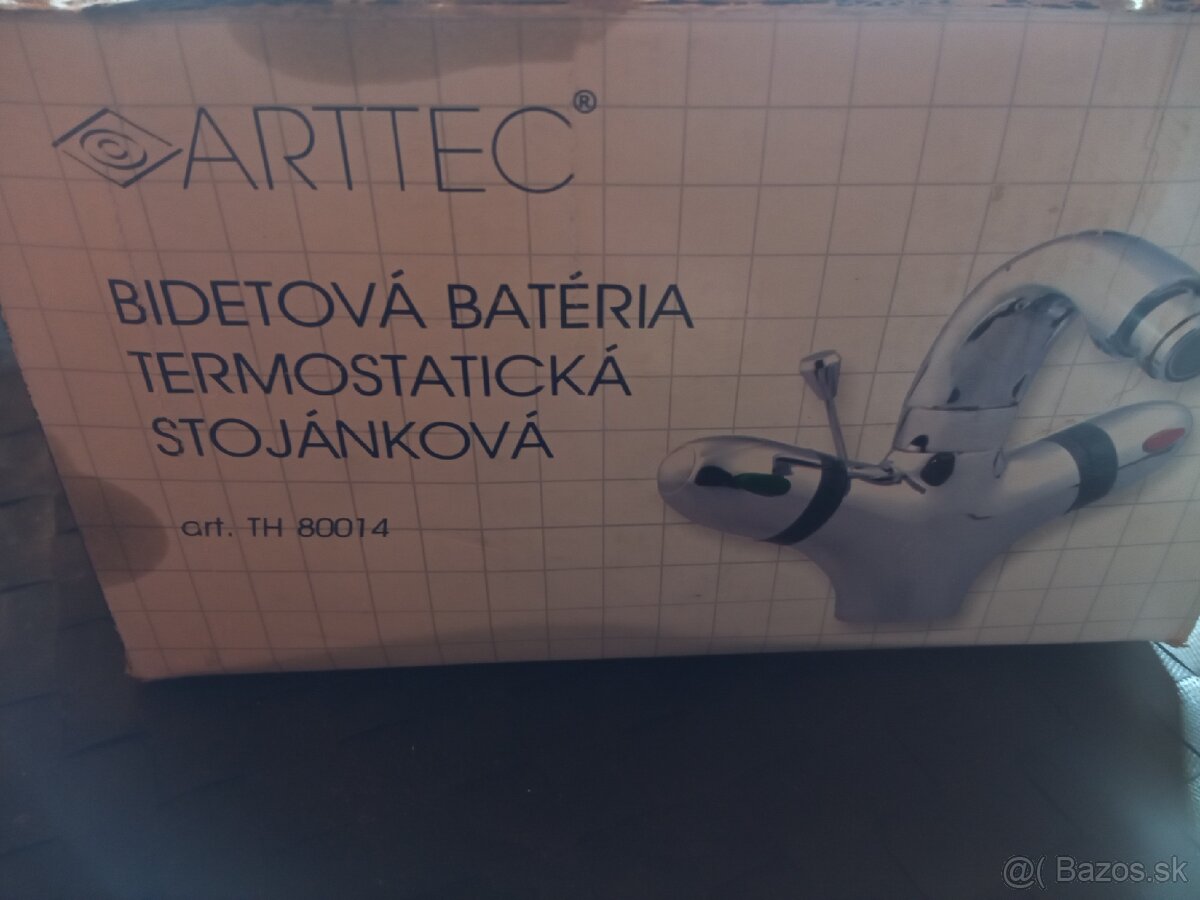 ARTTEC®
BIDETOVÁ BATÉRIA
TERMOSTATICKÁ
STOJÁNKOVÁ
art. TH 80014
@( Bazos.sk